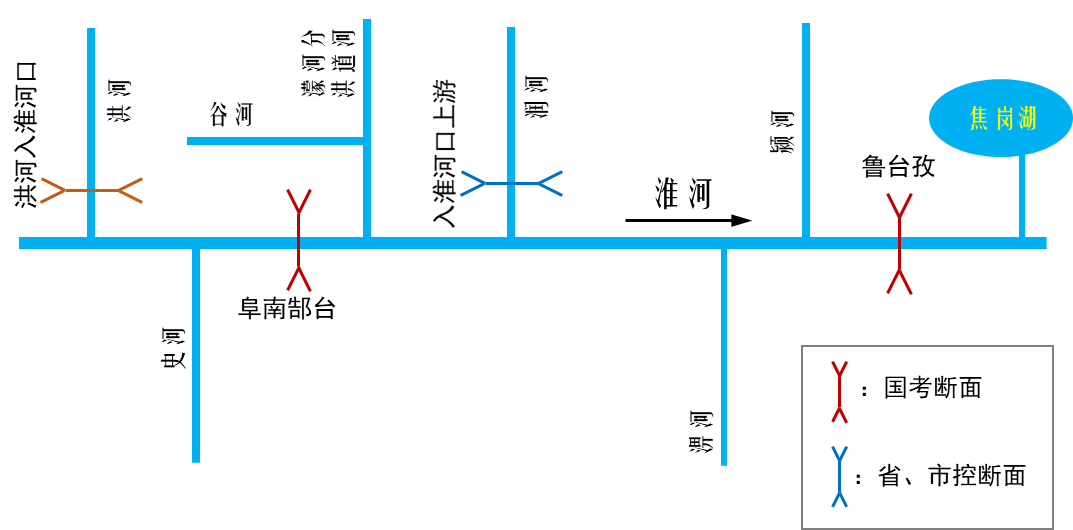 洪河入淮河口
洪河
谷河
濛河分
洪道河
入淮河口上游
润河
淮河
颍河
鲁台孜
焦岗湖
史河
阜南郜台
淠河
：国考断面
：省、市控断面